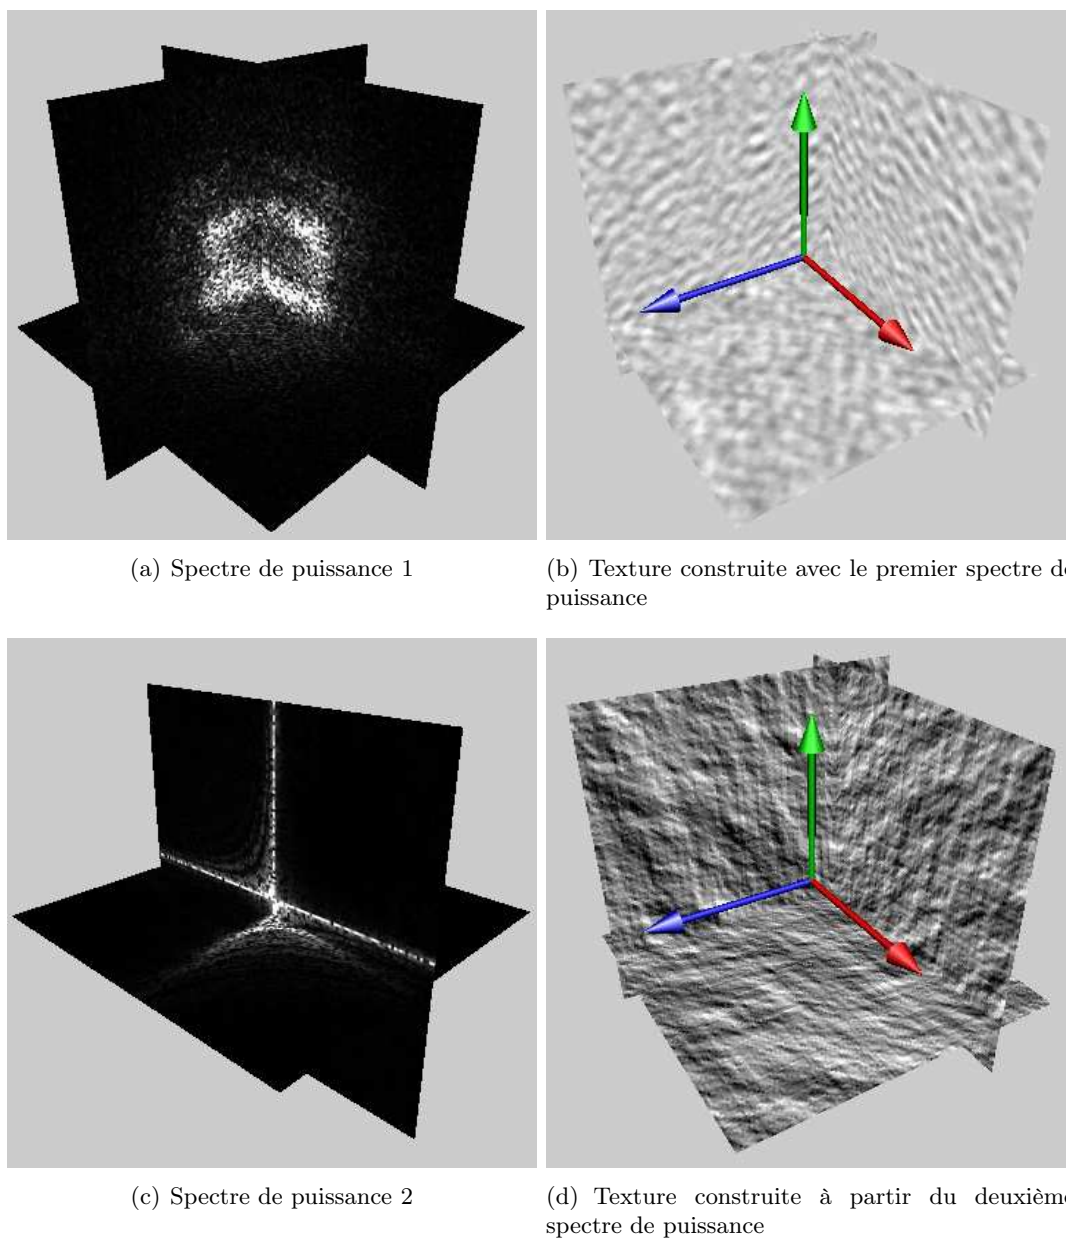 (a) Spectre de puissance 1
(b) Texture construite avec le premier spectre de
puissance
(c) Spectre de puissance 2
(d) Texture construite à partir du deuxième
spectre de puissance